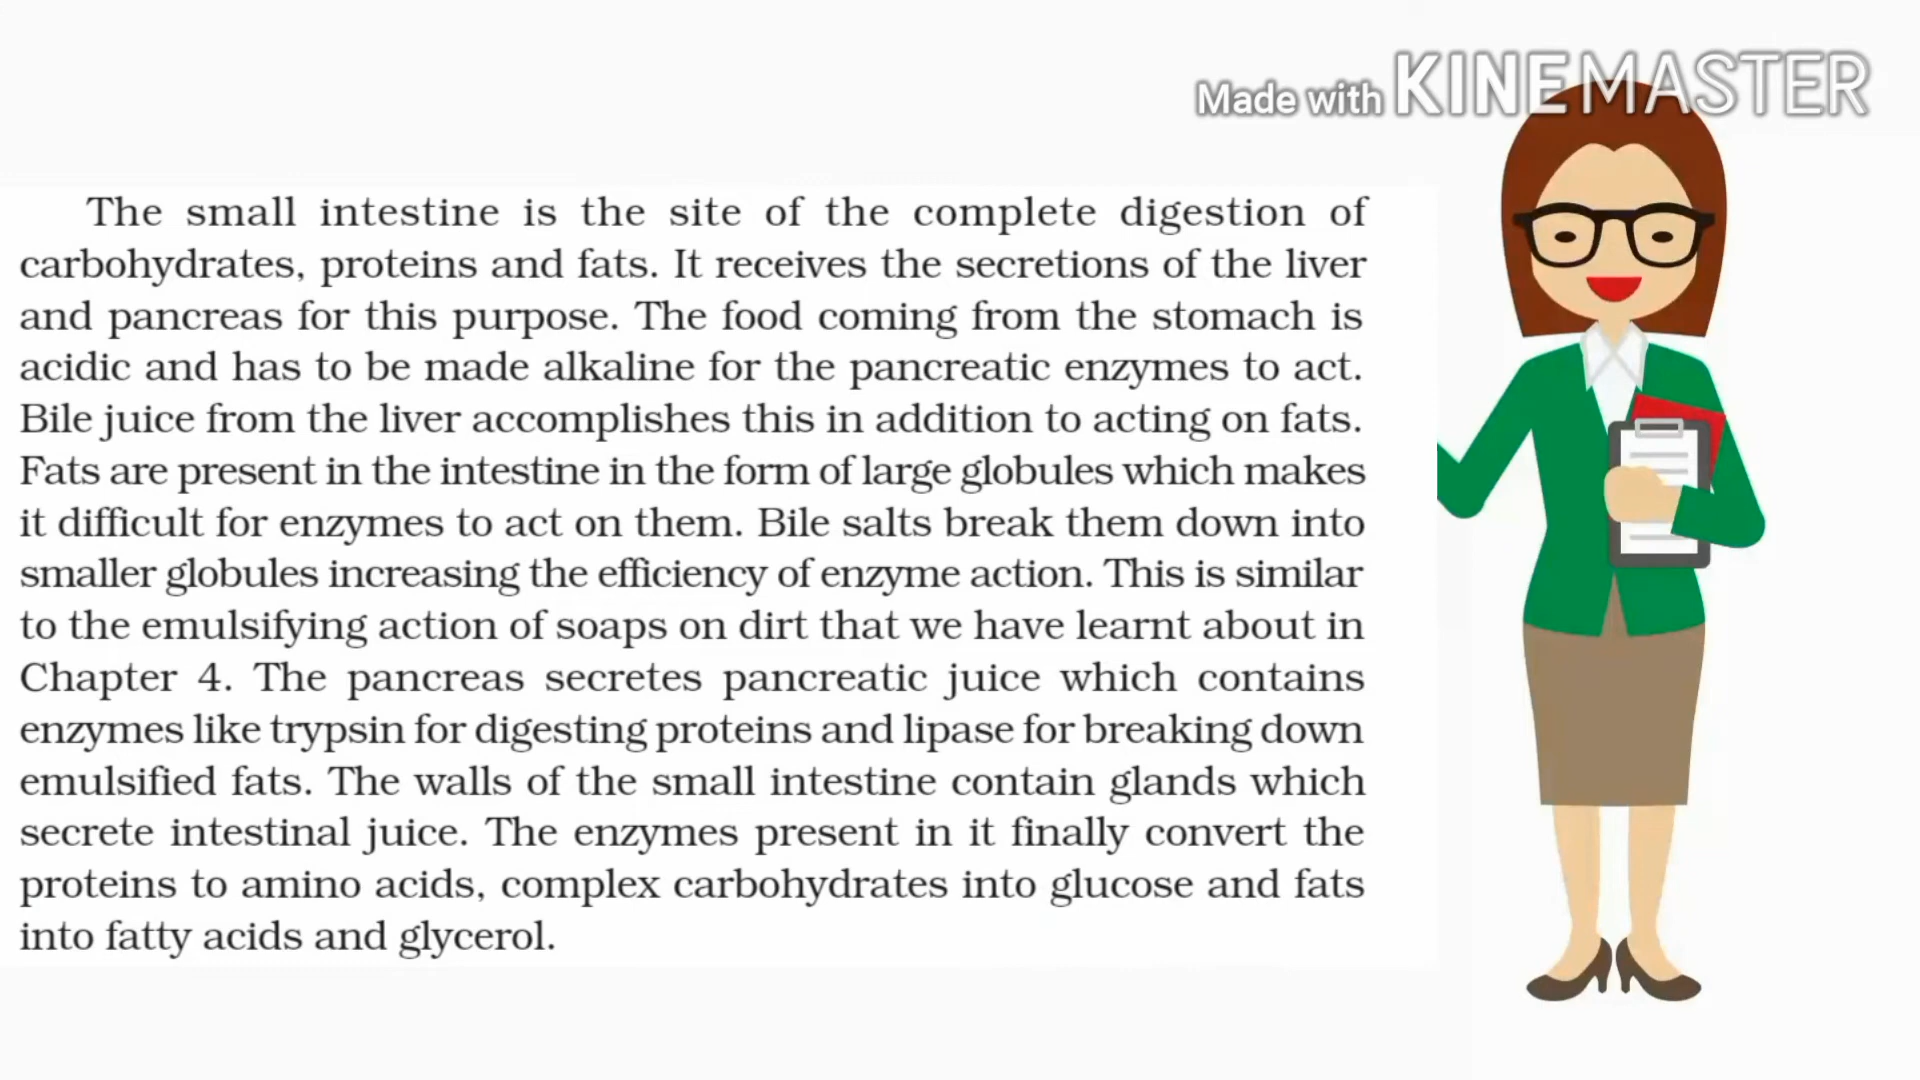 Made with KINEMASTER
The small intestine is the site of the complete digestion of
carbohydrates, proteins and fats. It receives the secretions of the liver
and pancreas for this purpose. The food coming from the stomach is
acidic and has to be made alkaline for the pancreatic enzymes to act.
Bile juice from the liver accomplishes this in addition to acting on fats.
Fats are present in the intestine in the form of large globules which makes
it difficult for enzymes to act on them. Bile salts break them down into
smaller globules increasing the efficiency of enzyme action. This is similar
to the emulsifying action of soaps on dirt that we have learnt about in
Chapter 4. The pancreas secretes pancreatic juice which contains
enzymes like trypsin for digesting proteins and lipase for breaking down
emulsified fats. The walls of the small intestine contain glands which
secrete intestinal juice. The enzymes present in it finally convert the
proteins to amino acids, complex carbohydrates into glucose and fats
into fatty acids and glycerol.